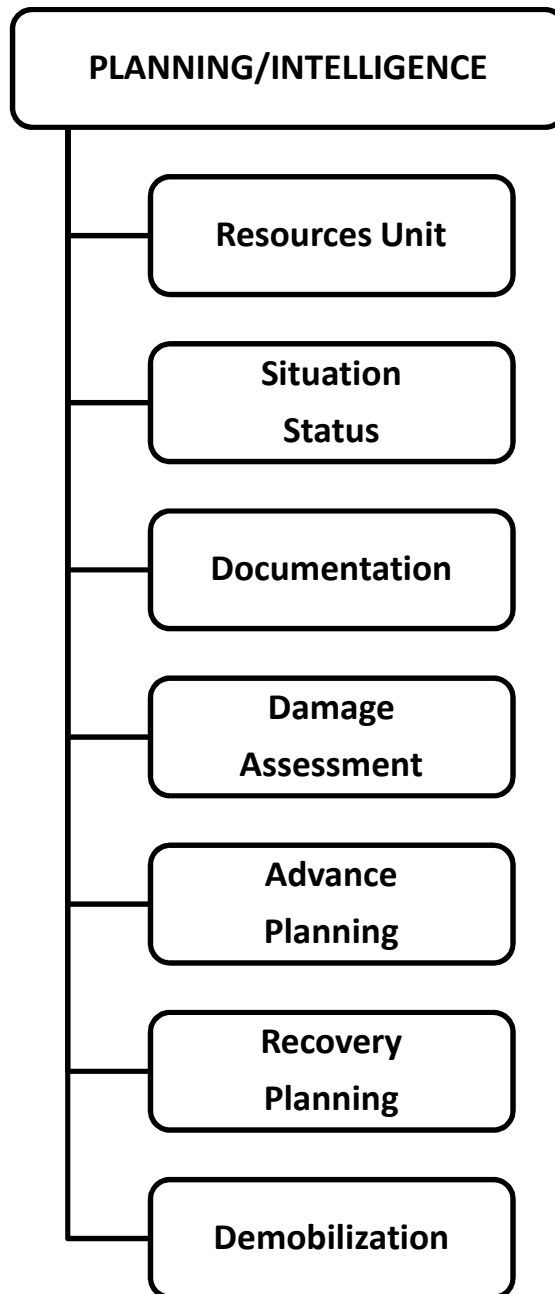 PLANNING/INTELLIGENCE
Resources Unit
Situation
Status
Documentation
Damage
Assessment
Advance
Planning
Recovery
Planning
Demobilization